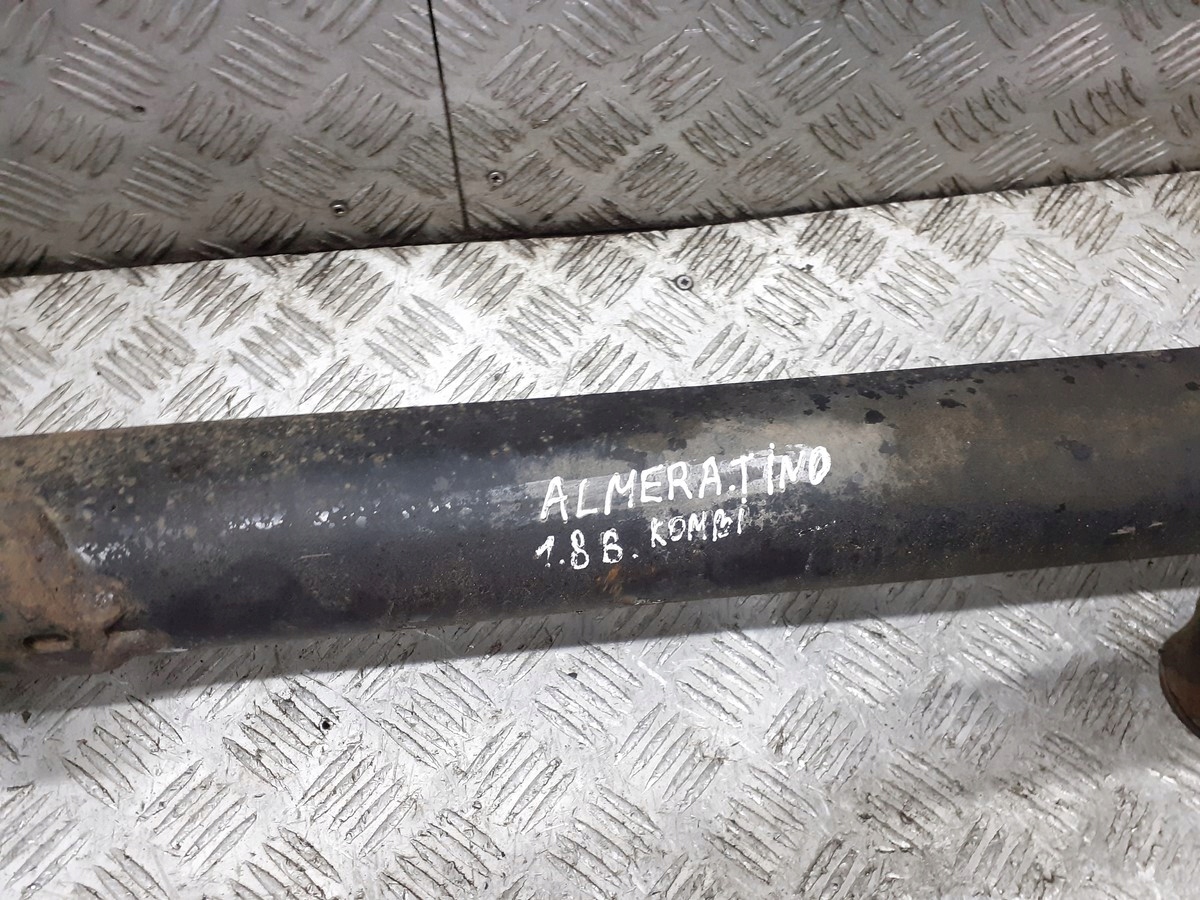 ALMERA.TINO
1.8 B. KOMBI